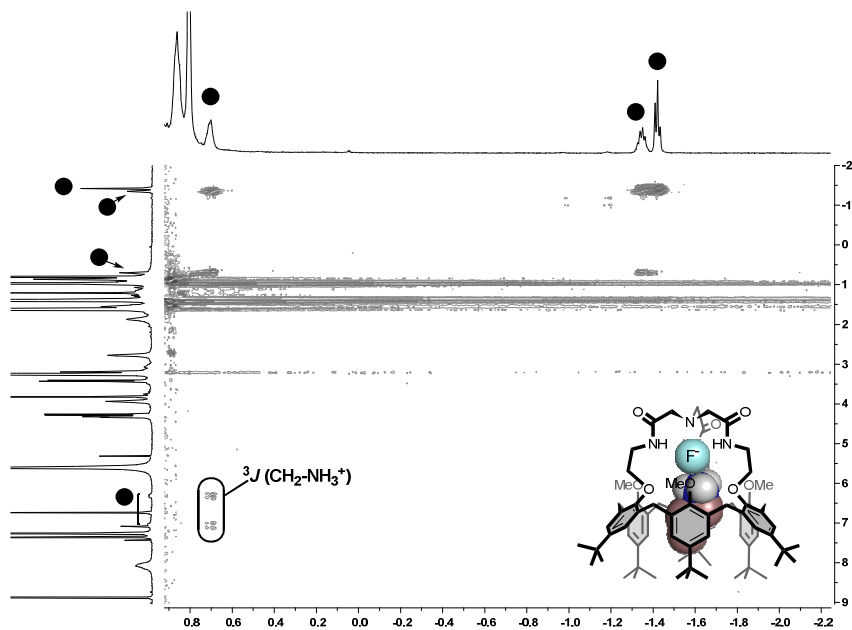 -2
-1
0
1
2
3
4
5
6
7
8
9
³J (CH₂-NH₃⁺)
O
N
O
O
NH
HN
F⁻
MeO
O
MeO
O
OMe
0.8 0.6 0.4 0.2 0.0 -0.2 -0.4 -0.6 -0.8 -1.0 -1.2 -1.4 -1.6 -1.8 -2.0 -2.2